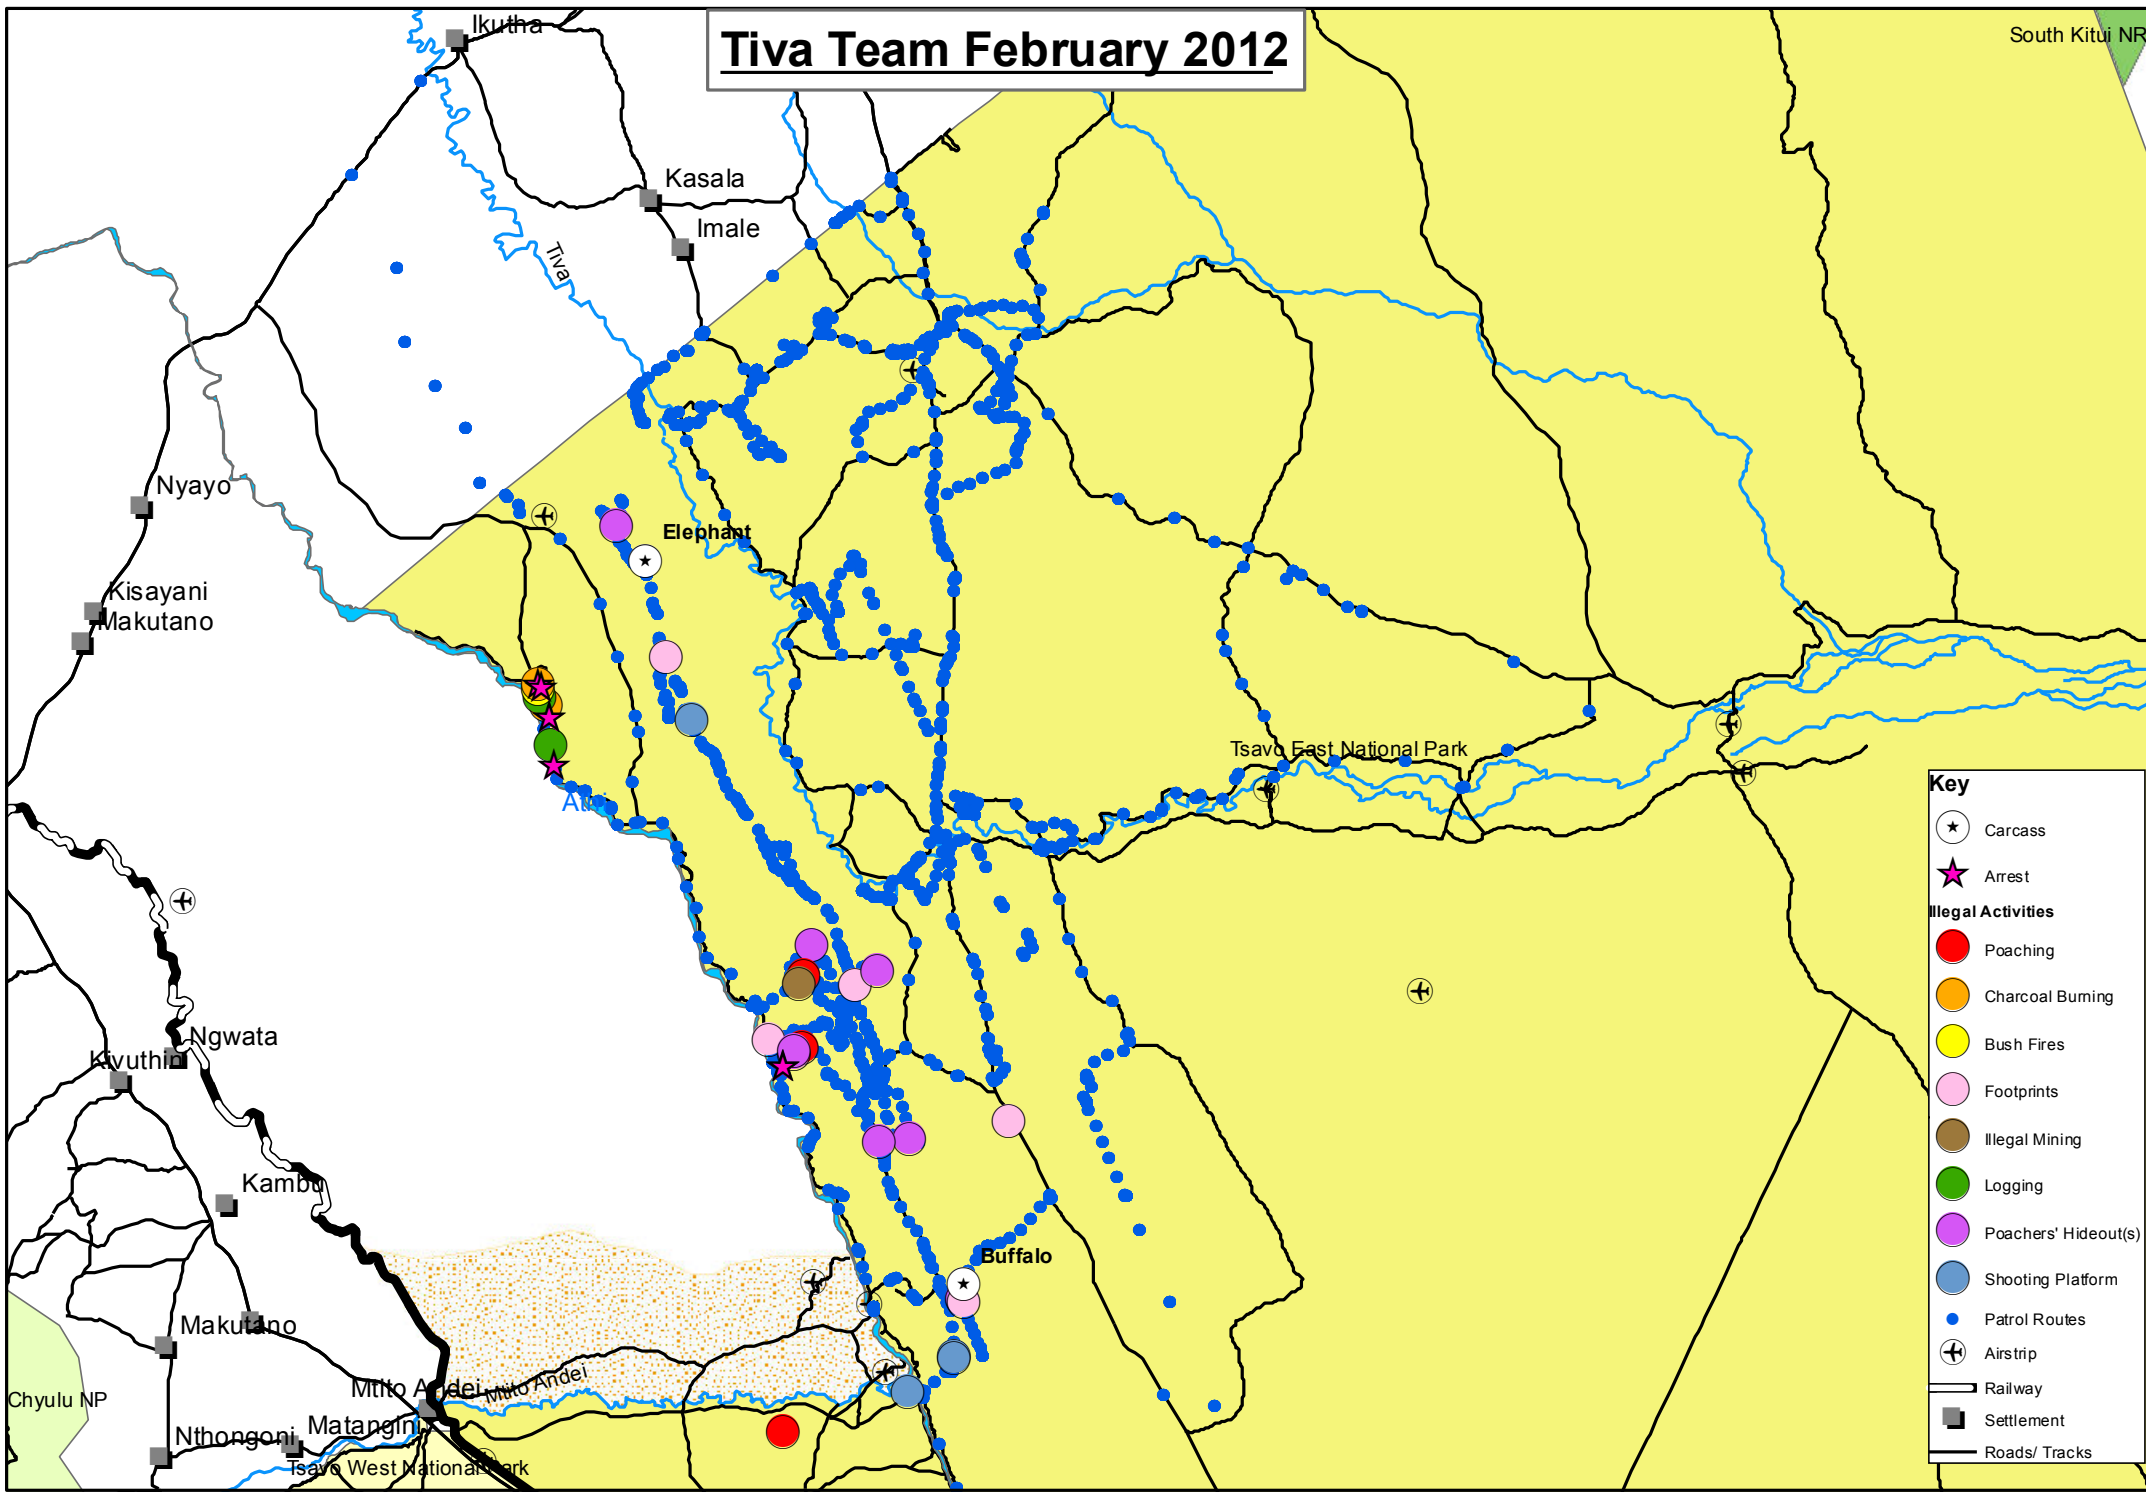 Tiva Team February 2012
Ikutha
South Kitui NR
Kasala
Imale
Tiva
Nyayo
Elephant
Kisayani
Makutano
Tsavo East National Park
Ngwata
Kivuthini
Kambu
Buffalo
Makutano
Chyulu NP
Mtito Andei
Mtito Andei
Matangini
Nthongoni
Tsavo West National Park
Key
Carcass
Arrest
Illegal Activities
Poaching
Charcoal Burning
Bush Fires
Footprints
Illegal Mining
Logging
Poachers' Hideout(s)
Shooting Platform
Patrol Routes
Airstrip
Railway
Settlement
Roads/ Tracks